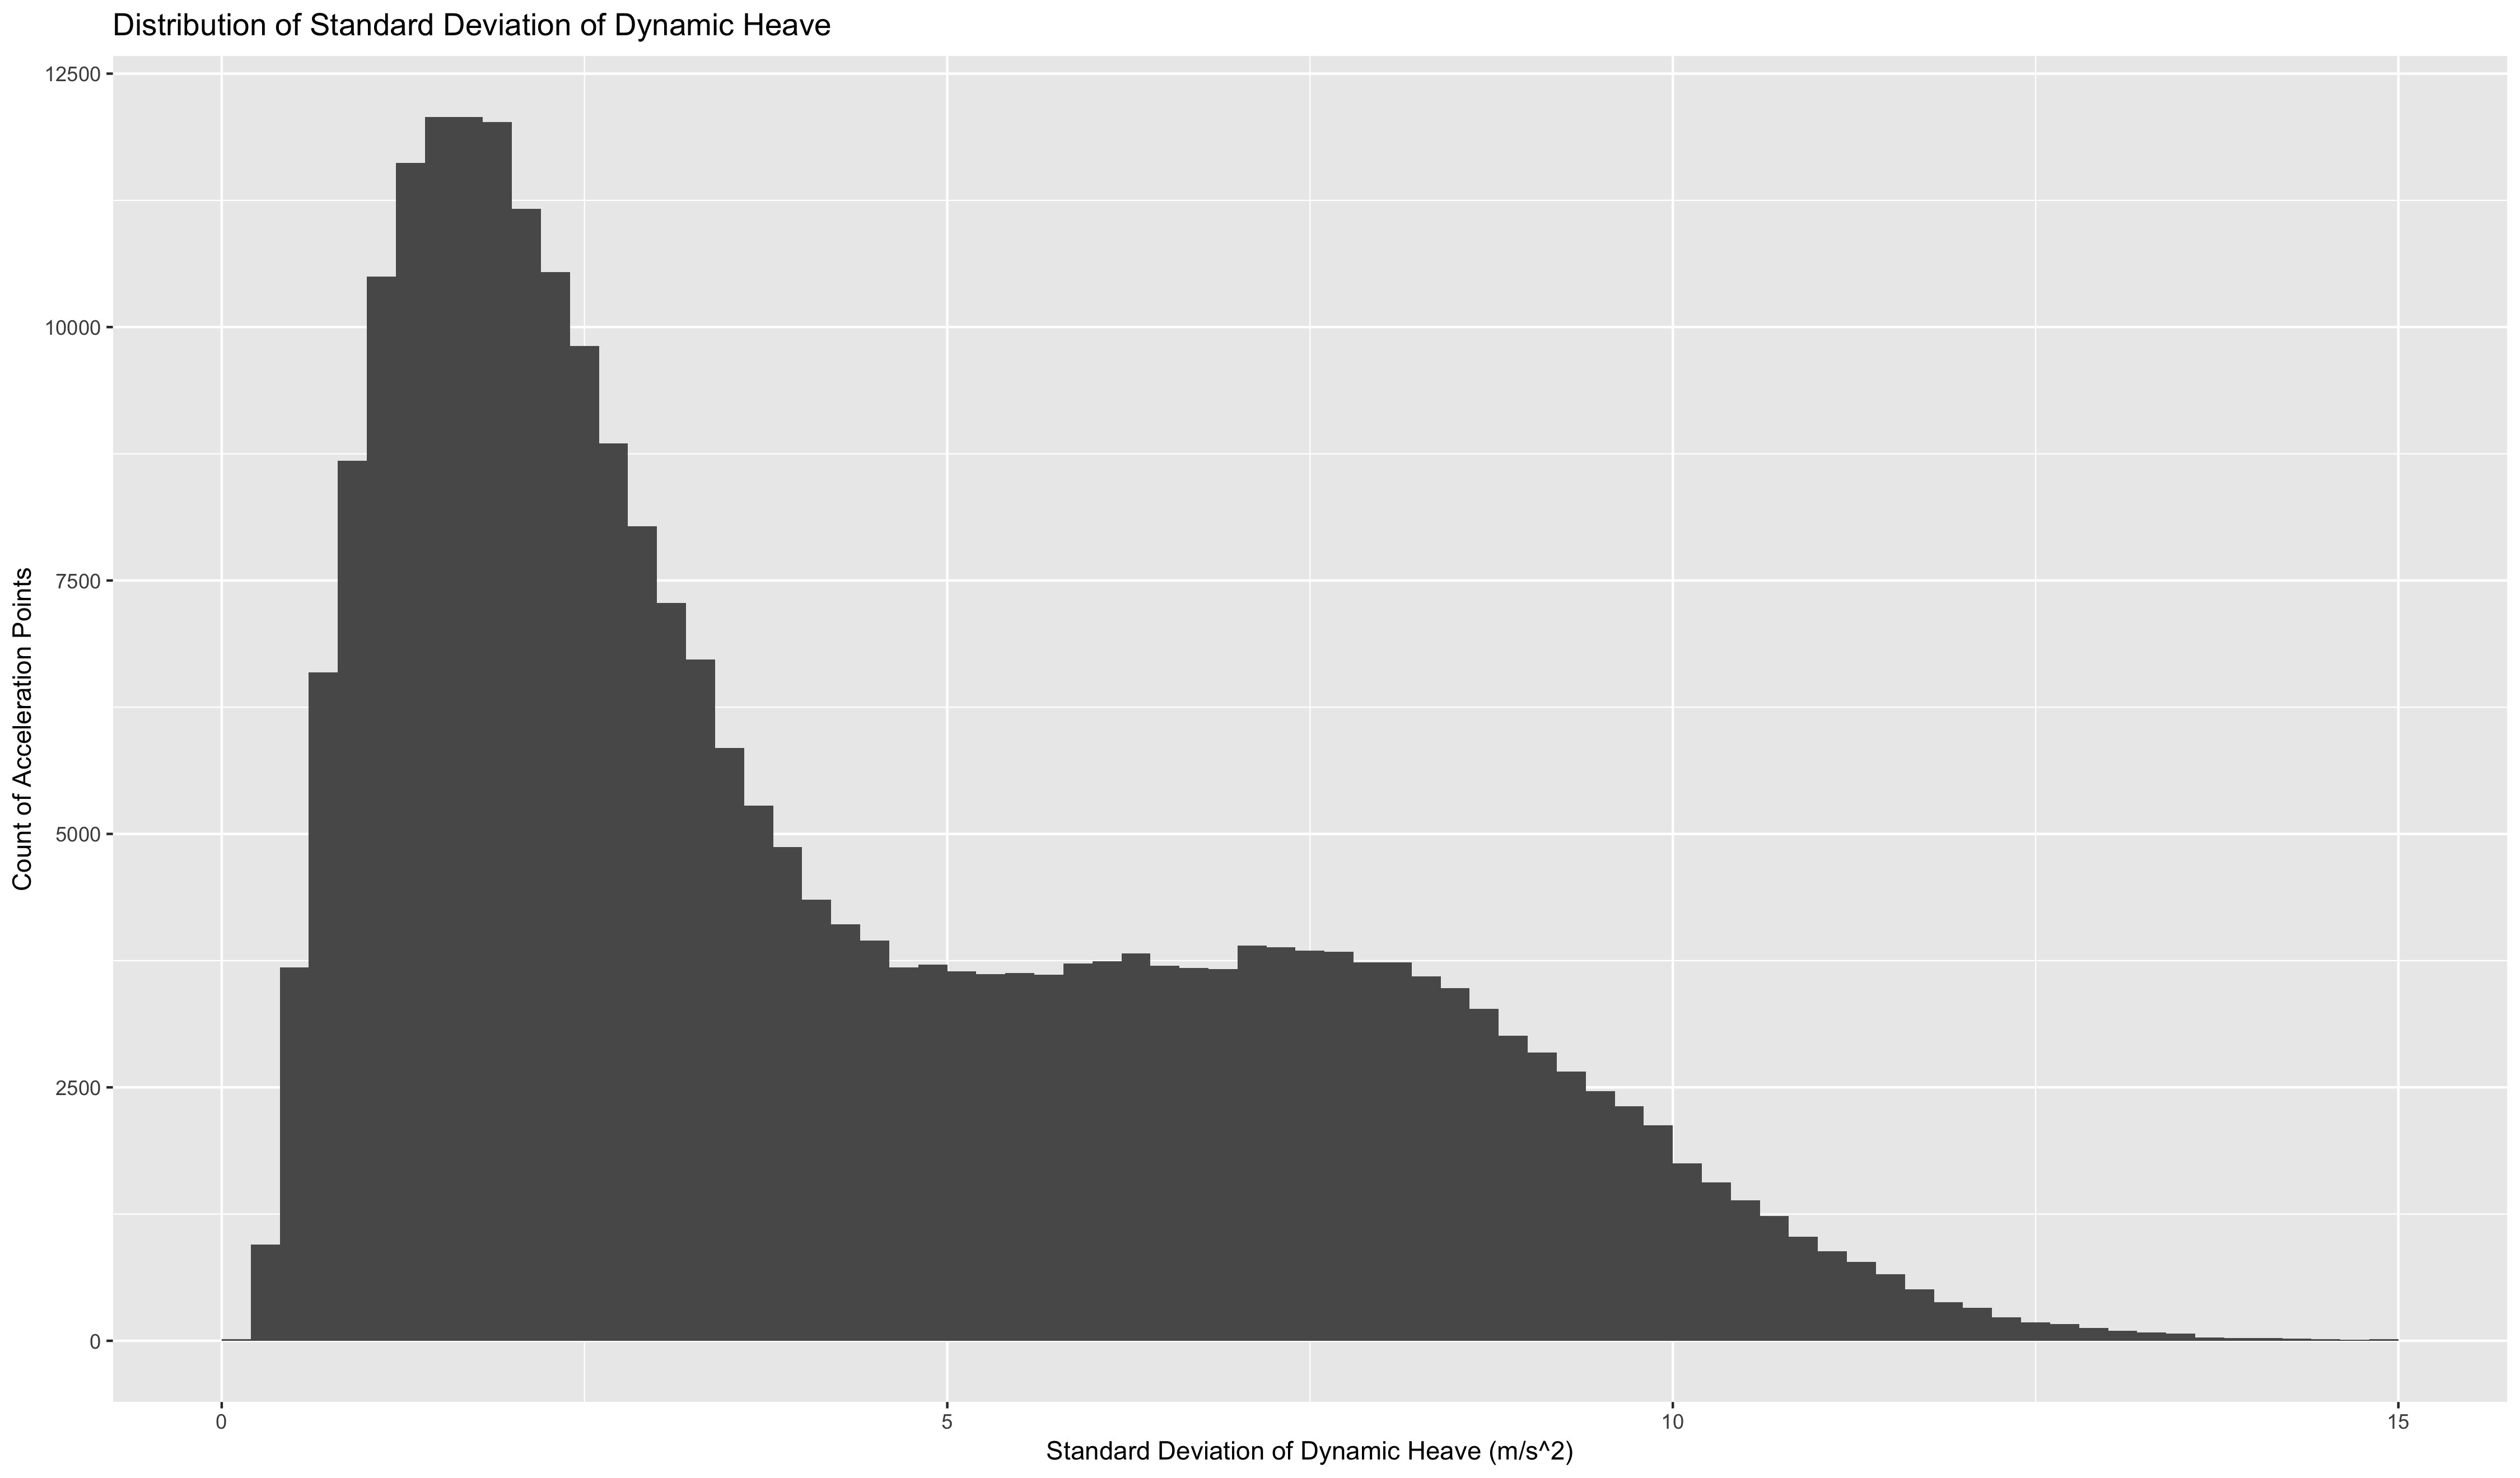 Distribution of Standard Deviation of Dynamic Heave
12500
10000
7500
5000
2500
0
Count of Acceleration Points
0 5 10 15
Standard Deviation of Dynamic Heave (m/s^2)